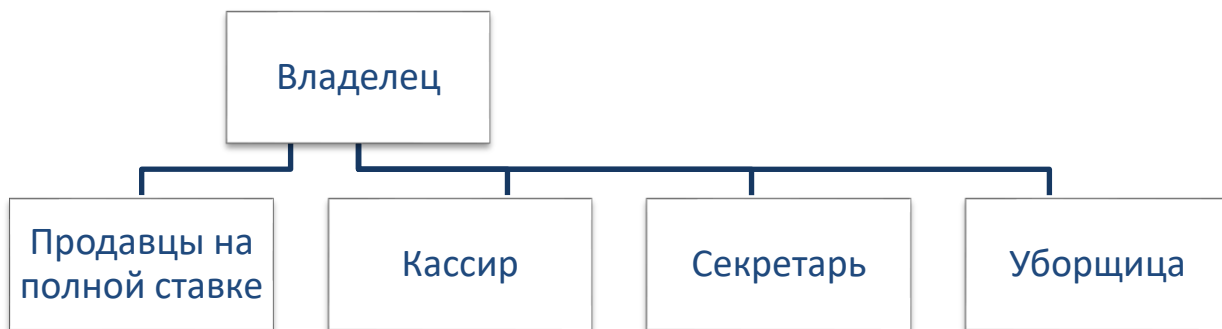 Владелец
Продавцы на
полной ставке
Кассир
Секретарь
Уборщица